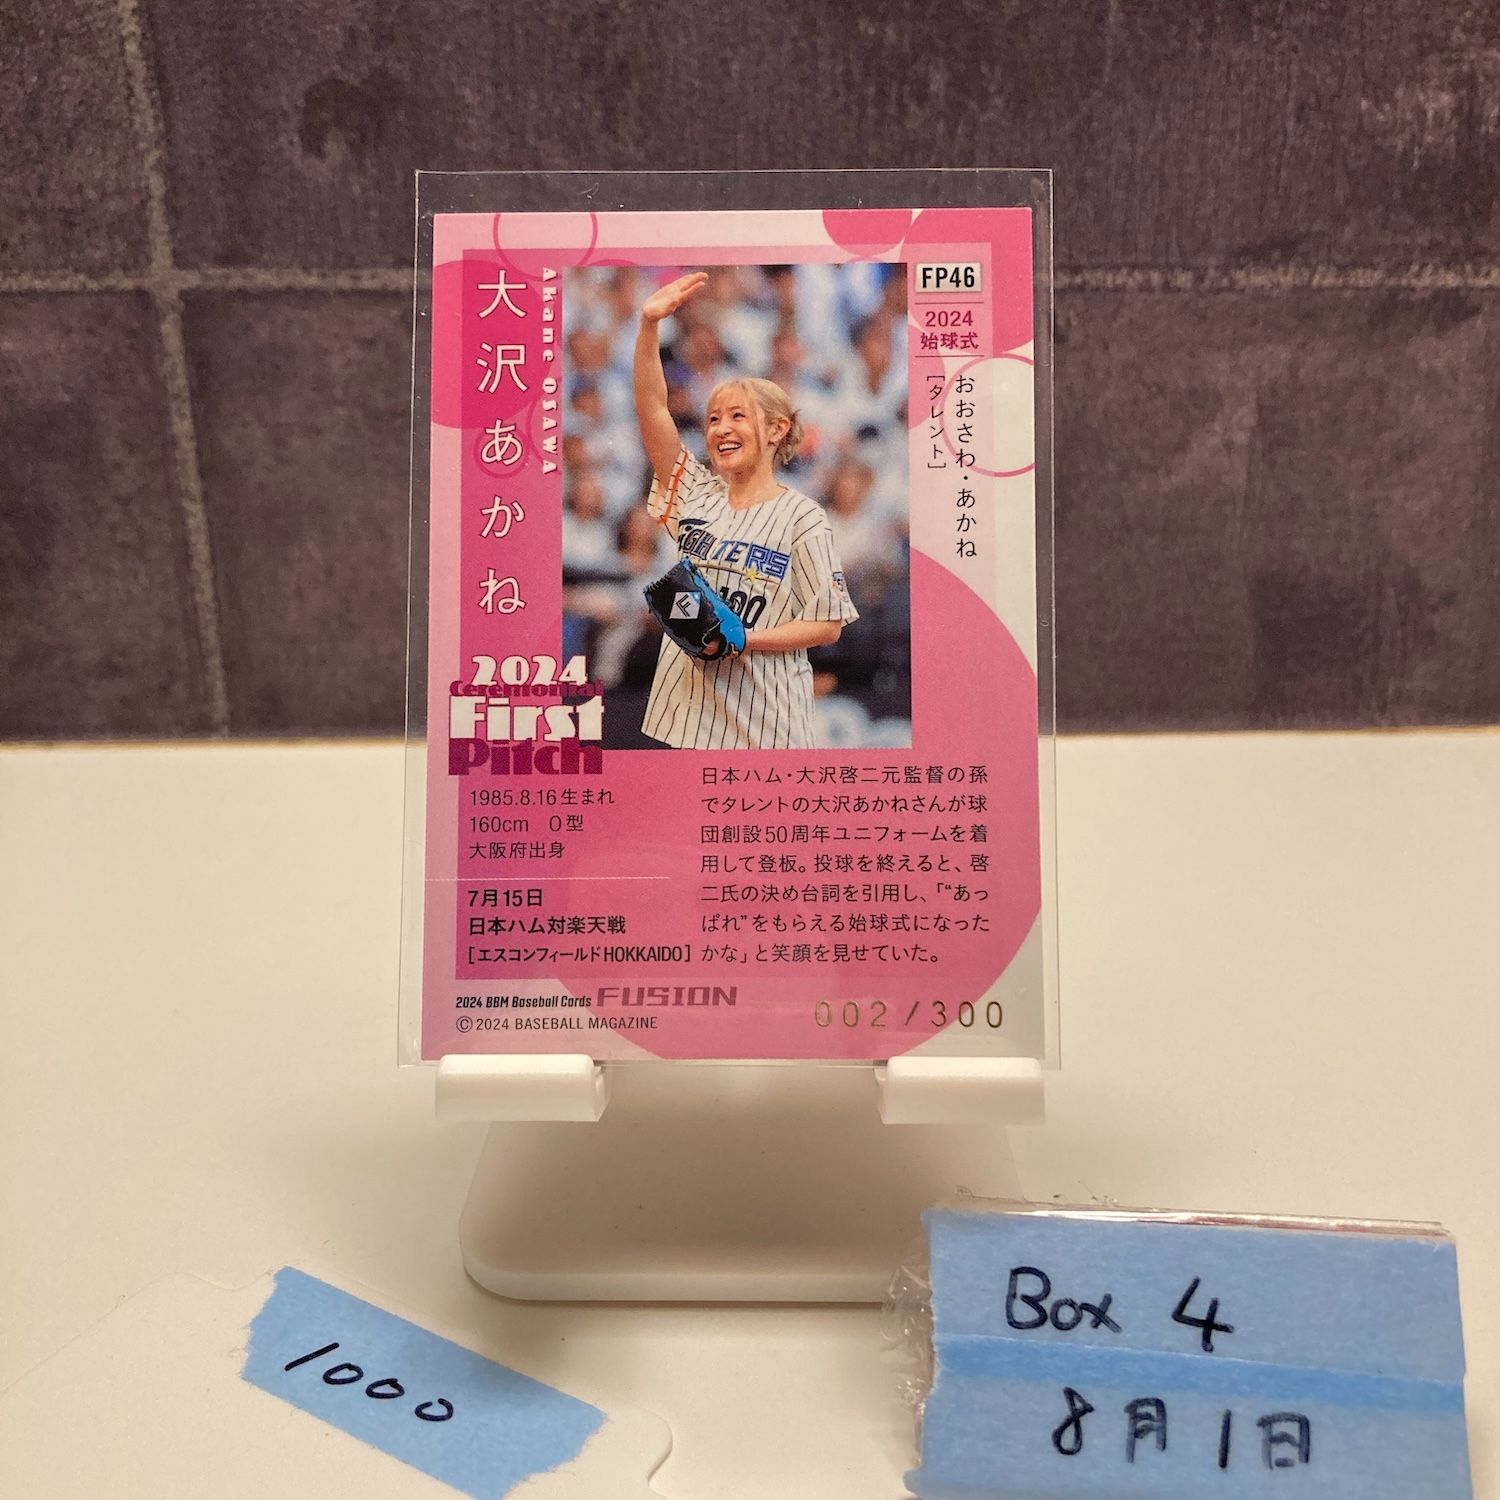 大沢あかね
Akane OSAWA
FP46
2024
始球式
おおさわ・あかね
[タレント]
FIGHTERS
100
F
2024
Ceremonial
First
Pitch
1985.8.16生まれ
160cm O型
大阪府出身
7月15日
日本ハム対楽天戦
[エスコンフィールドHOKKAIDO]
日本ハム・大沢啓二元監督の孫
でタレントの大沢あかねさんが球
団創設50周年ユニフォームを着
用して登板。投球を終えると、啓
二氏の決め台詞を引用し、「“あっ
ぱれ”をもらえる始球式になった
かな」と笑顔を見せていた。
2024 BBM Baseball Cards FUSION
©2024 BASEBALL MAGAZINE
002/300
1000
Box 4
8月1日